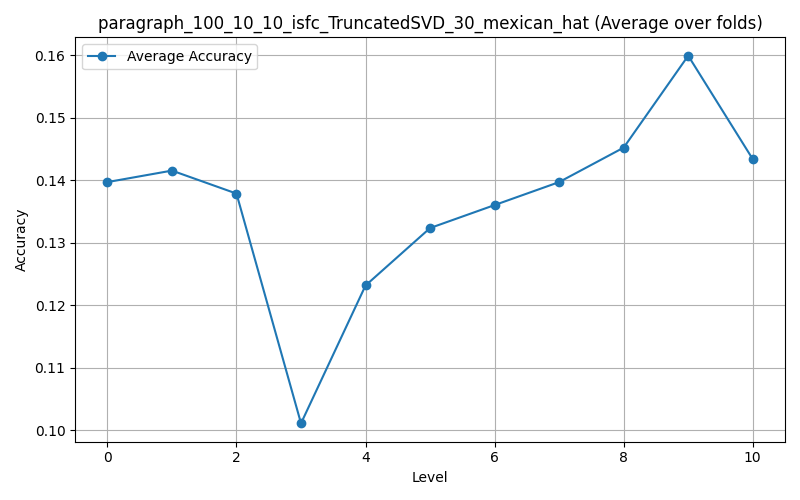 paragraph_100_10_10_isfc_TruncatedSVD_30_mexican_hat (Average over folds)
Average Accuracy
0.16
0.15
0.14
0.13
0.12
0.11
0.10
Accuracy
0 2 4 6 8 10
Level